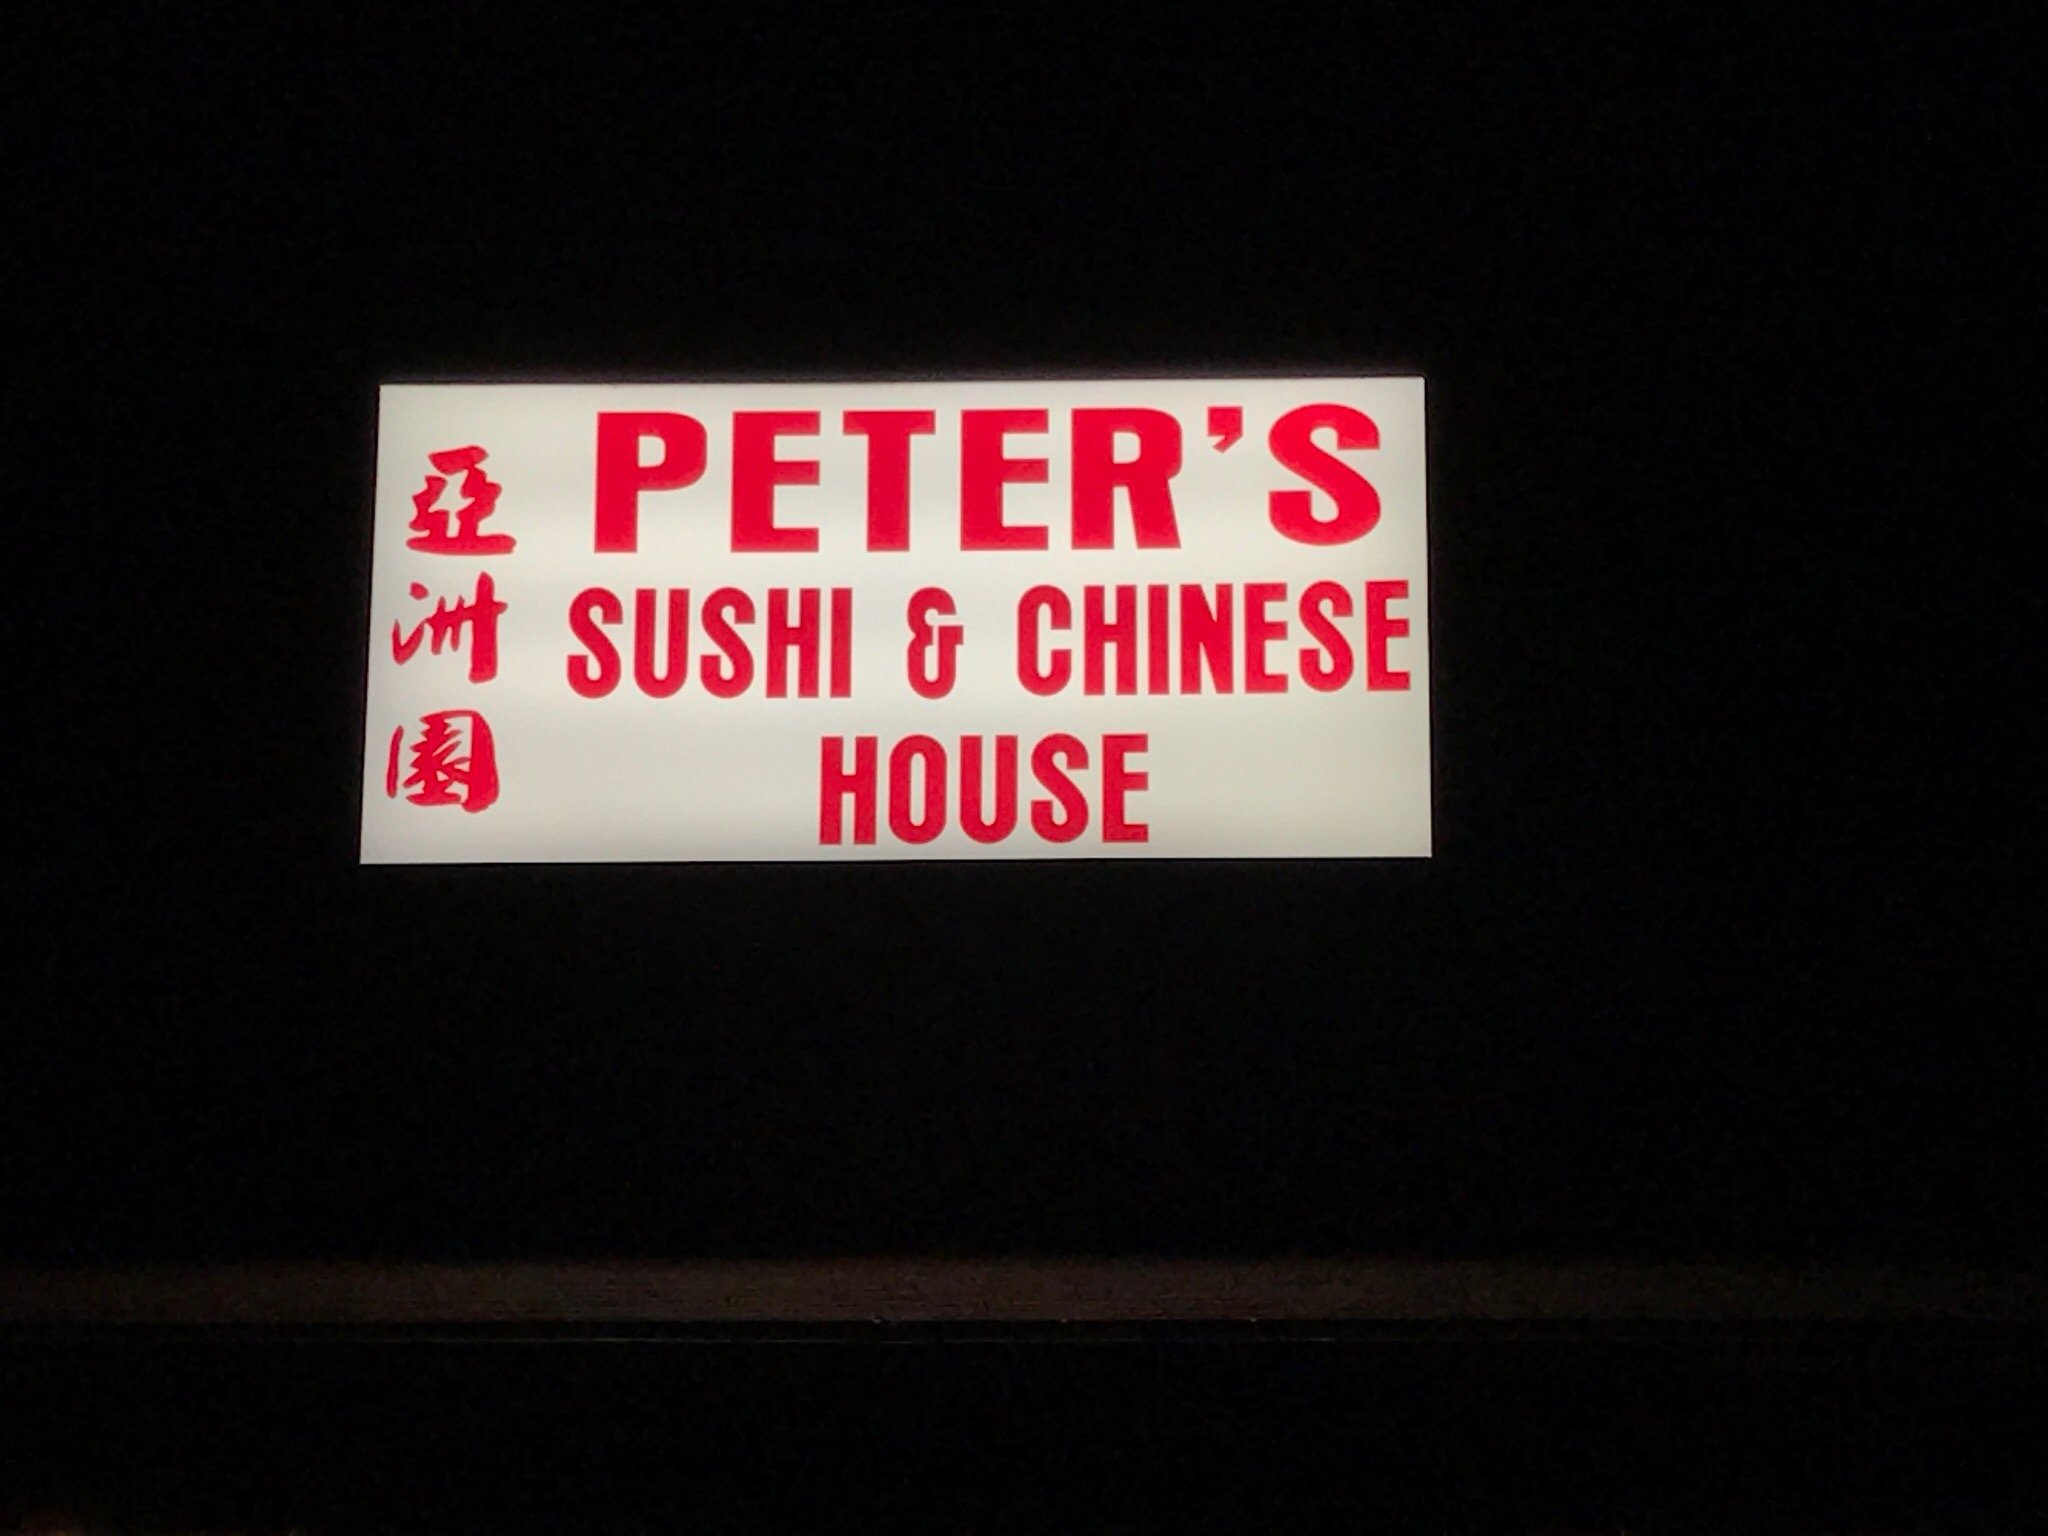 亞洲園
PETER'S
SUSHI & CHINESE
HOUSE